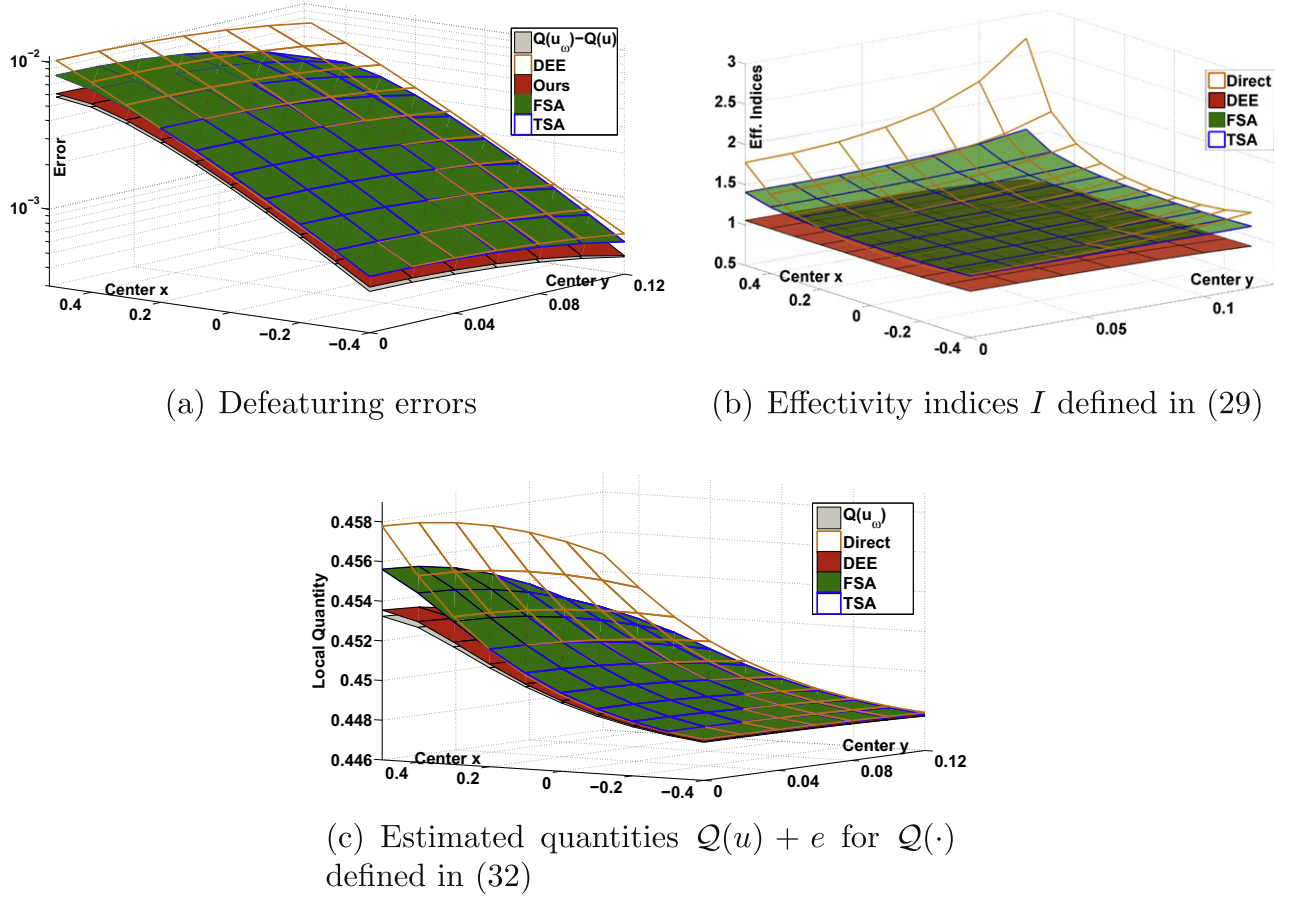 10⁻²
10⁻³
Error
Q(u_ω)−Q(u)
DEE
Ours
FSA
TSA
0.4
Center x
0.2
0
−0.2
−0.4
0
0.04
0.08
Center y
0.12
(a) Defeaturing errors
3
2.5
2
1.5
1
0.5
Eff. Indices
Direct
DEE
FSA
TSA
0.4
Center x
0.2
0
-0.2
-0.4
0
0.05
0.1
Center y
(b) Effectivity indices I defined in (29)
0.458
0.456
0.454
0.452
0.45
0.448
0.446
Local Quantity
Q(u_ω)
Direct
DEE
FSA
TSA
0.4
Center x
0.2
0
−0.2
−0.4
0
0.04
0.08
Center y
0.12
(c) Estimated quantities 𝒬(u) + e for 𝒬(·)
defined in (32)